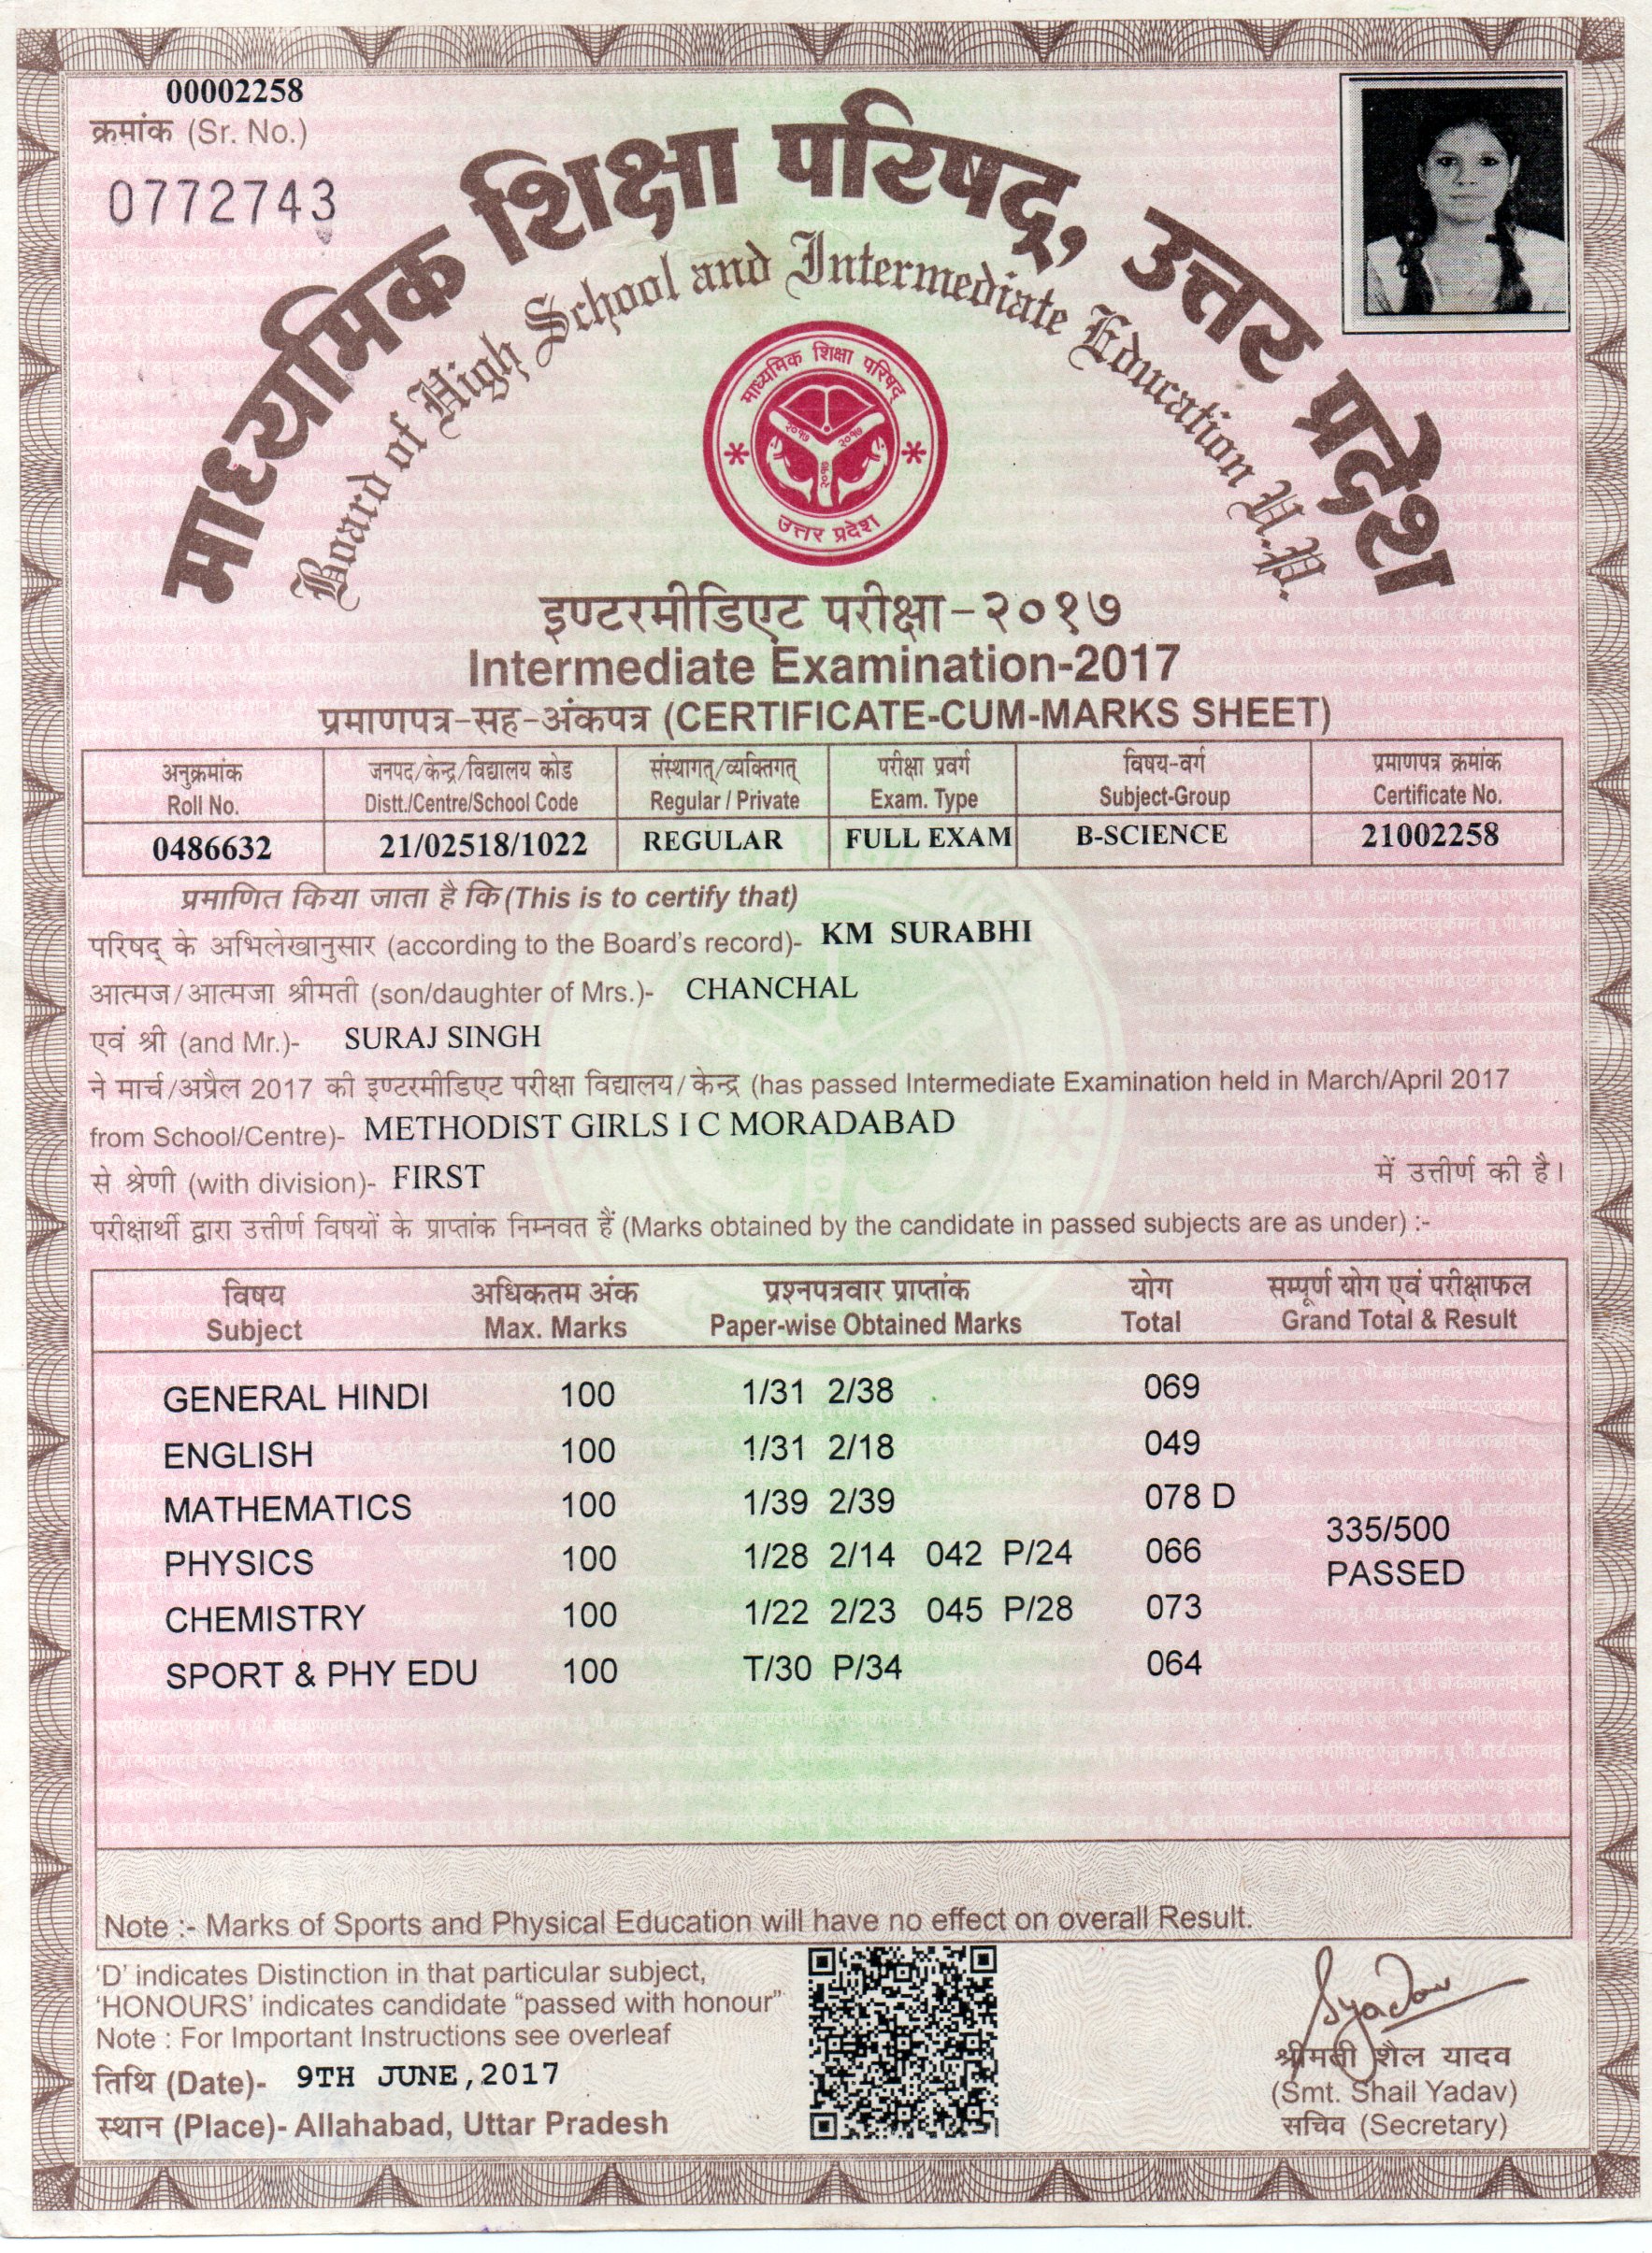 00002258
क्रमांक (Sr. No.)
0772743
माध्यमिक शिक्षा परिषद्, उत्तर प्रदेश
Board of High School and Intermediate Education U.P.
माध्यमिक शिक्षा परिषद्
२०१७ २०१७
२०१७
उत्तर प्रदेश
इण्टरमीडिएट परीक्षा-२०१७
Intermediate Examination-2017
प्रमाणपत्र-सह-अंकपत्र (CERTIFICATE-CUM-MARKS SHEET)
अनुक्रमांक जनपद/केन्द्र/विद्यालय कोड संस्थागत्/व्यक्तिगत् परीक्षा प्रवर्ग विषय-वर्ग प्रमाणपत्र क्रमांक
Roll No. Distt./Centre/School Code Regular / Private Exam. Type Subject-Group Certificate No.
0486632 21/02518/1022 REGULAR FULL EXAM B-SCIENCE 21002258
प्रमाणित किया जाता है कि (This is to certify that)
परिषद् के अभिलेखानुसार (according to the Board's record)- KM SURABHI
आत्मज/आत्मजा श्रीमती (son/daughter of Mrs.)- CHANCHAL
एवं श्री (and Mr.)- SURAJ SINGH
ने मार्च/अप्रैल 2017 की इण्टरमीडिएट परीक्षा विद्यालय/केन्द्र (has passed Intermediate Examination held in March/April 2017
from School/Centre)- METHODIST GIRLS I C MORADABAD
से श्रेणी (with division)- FIRST में उत्तीर्ण की है।
परीक्षार्थी द्वारा उत्तीर्ण विषयों के प्राप्तांक निम्नवत हैं (Marks obtained by the candidate in passed subjects are as under) :-
विषय अधिकतम अंक प्रश्नपत्रवार प्राप्तांक योग सम्पूर्ण योग एवं परीक्षाफल
Subject Max. Marks Paper-wise Obtained Marks Total Grand Total & Result
GENERAL HINDI 100 1/31 2/38 069
ENGLISH 100 1/31 2/18 049
MATHEMATICS 100 1/39 2/39 078 D
335/500
PHYSICS 100 1/28 2/14 042 P/24 066
PASSED
CHEMISTRY 100 1/22 2/23 045 P/28 073
SPORT & PHY EDU 100 T/30 P/34 064
Note :- Marks of Sports and Physical Education will have no effect on overall Result.
'D' indicates Distinction in that particular subject,
'HONOURS' indicates candidate "passed with honour"
Note : For Important Instructions see overleaf
तिथि (Date)- 9TH JUNE,2017
स्थान (Place)- Allahabad, Uttar Pradesh
Syadav
श्रीमती शैल यादव
(Smt. Shail Yadav)
सचिव (Secretary)